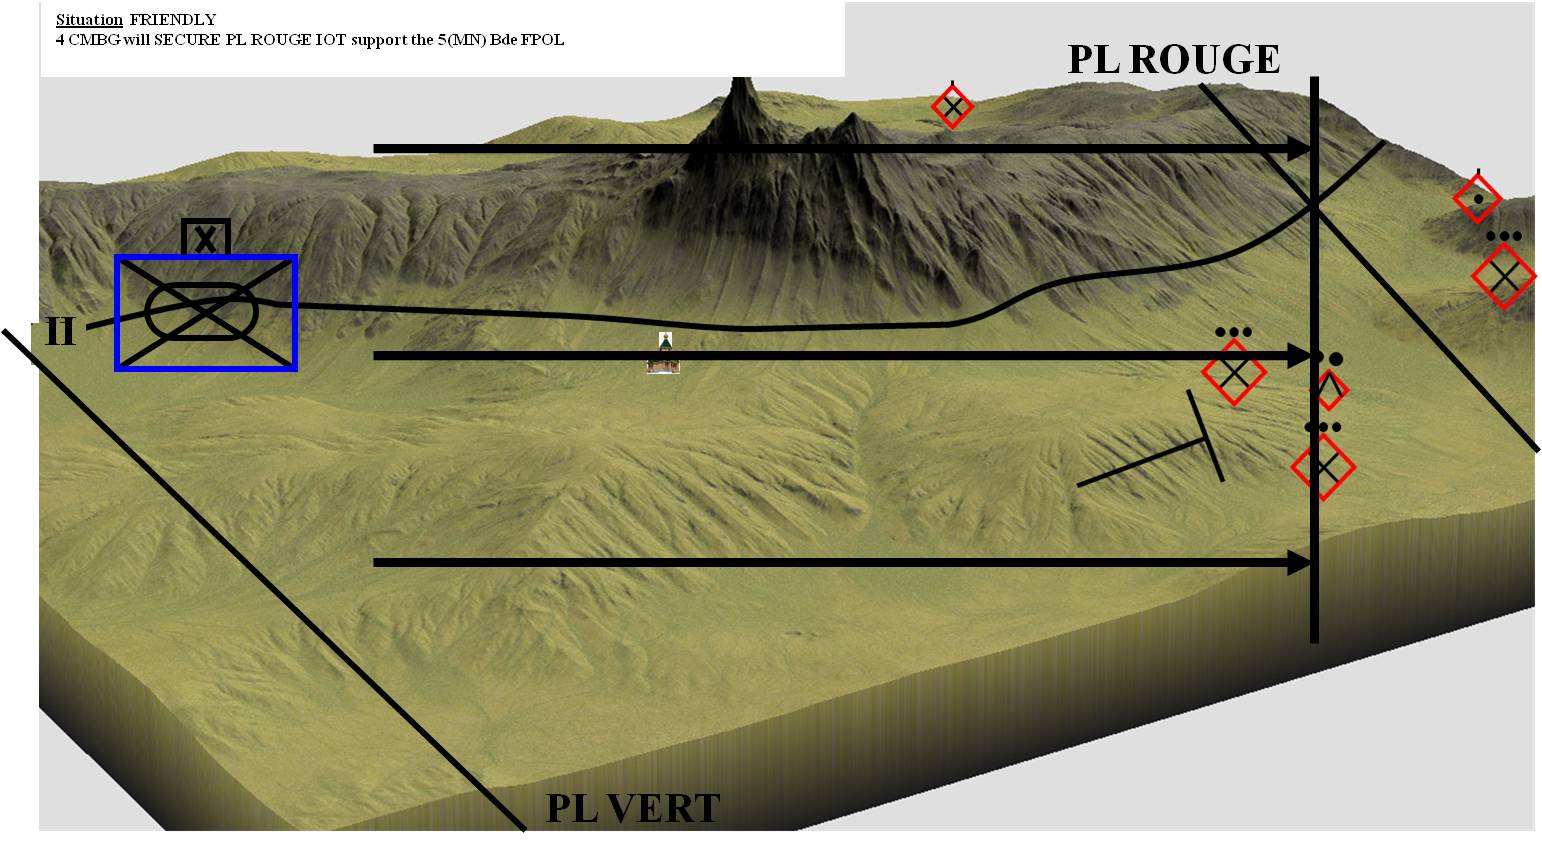 Situation FRIENDLY
4 CMBG will SECURE PL ROUGE IOT support the 5(MN) Bde FPOL
PL ROUGE
X
II
PL VERT